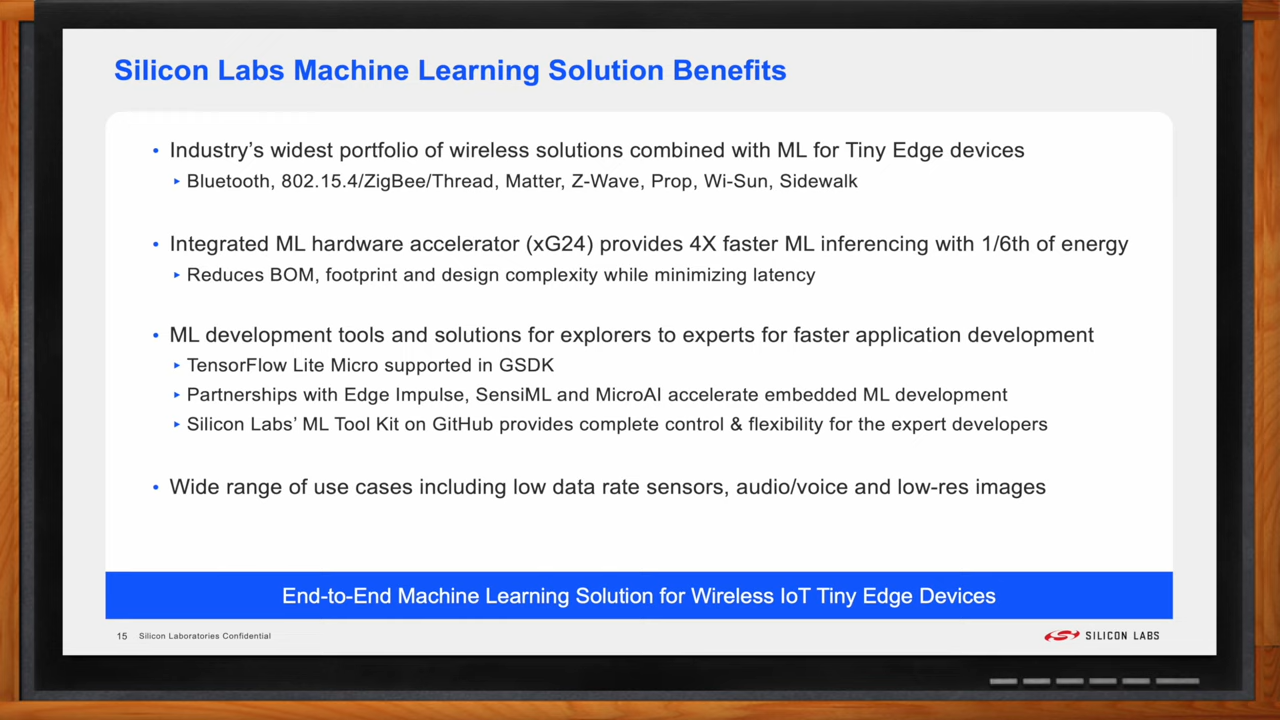 Silicon Labs Machine Learning Solution Benefits
• Industry’s widest portfolio of wireless solutions combined with ML for Tiny Edge devices
▸ Bluetooth, 802.15.4/ZigBee/Thread, Matter, Z-Wave, Prop, Wi-Sun, Sidewalk
• Integrated ML hardware accelerator (xG24) provides 4X faster ML inferencing with 1/6th of energy
▸ Reduces BOM, footprint and design complexity while minimizing latency
• ML development tools and solutions for explorers to experts for faster application development
▸ TensorFlow Lite Micro supported in GSDK
▸ Partnerships with Edge Impulse, SensiML and MicroAI accelerate embedded ML development
▸ Silicon Labs’ ML Tool Kit on GitHub provides complete control & flexibility for the expert developers
• Wide range of use cases including low data rate sensors, audio/voice and low-res images
End-to-End Machine Learning Solution for Wireless IoT Tiny Edge Devices
15 Silicon Laboratories Confidential
SILICON LABS